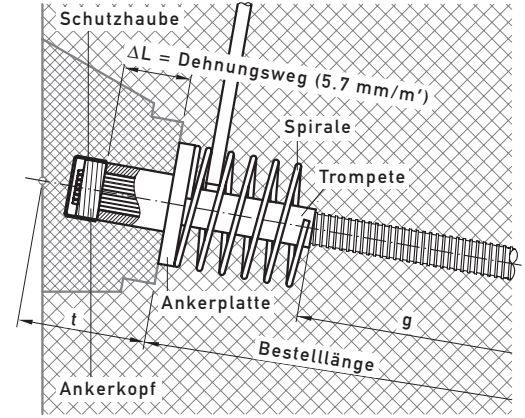 Schutzhaube
ΔL = Dehnungsweg (5.7 mm/m')
Spirale
Trompete
Ankerplatte
t
g
Bestelllänge
Ankerkopf